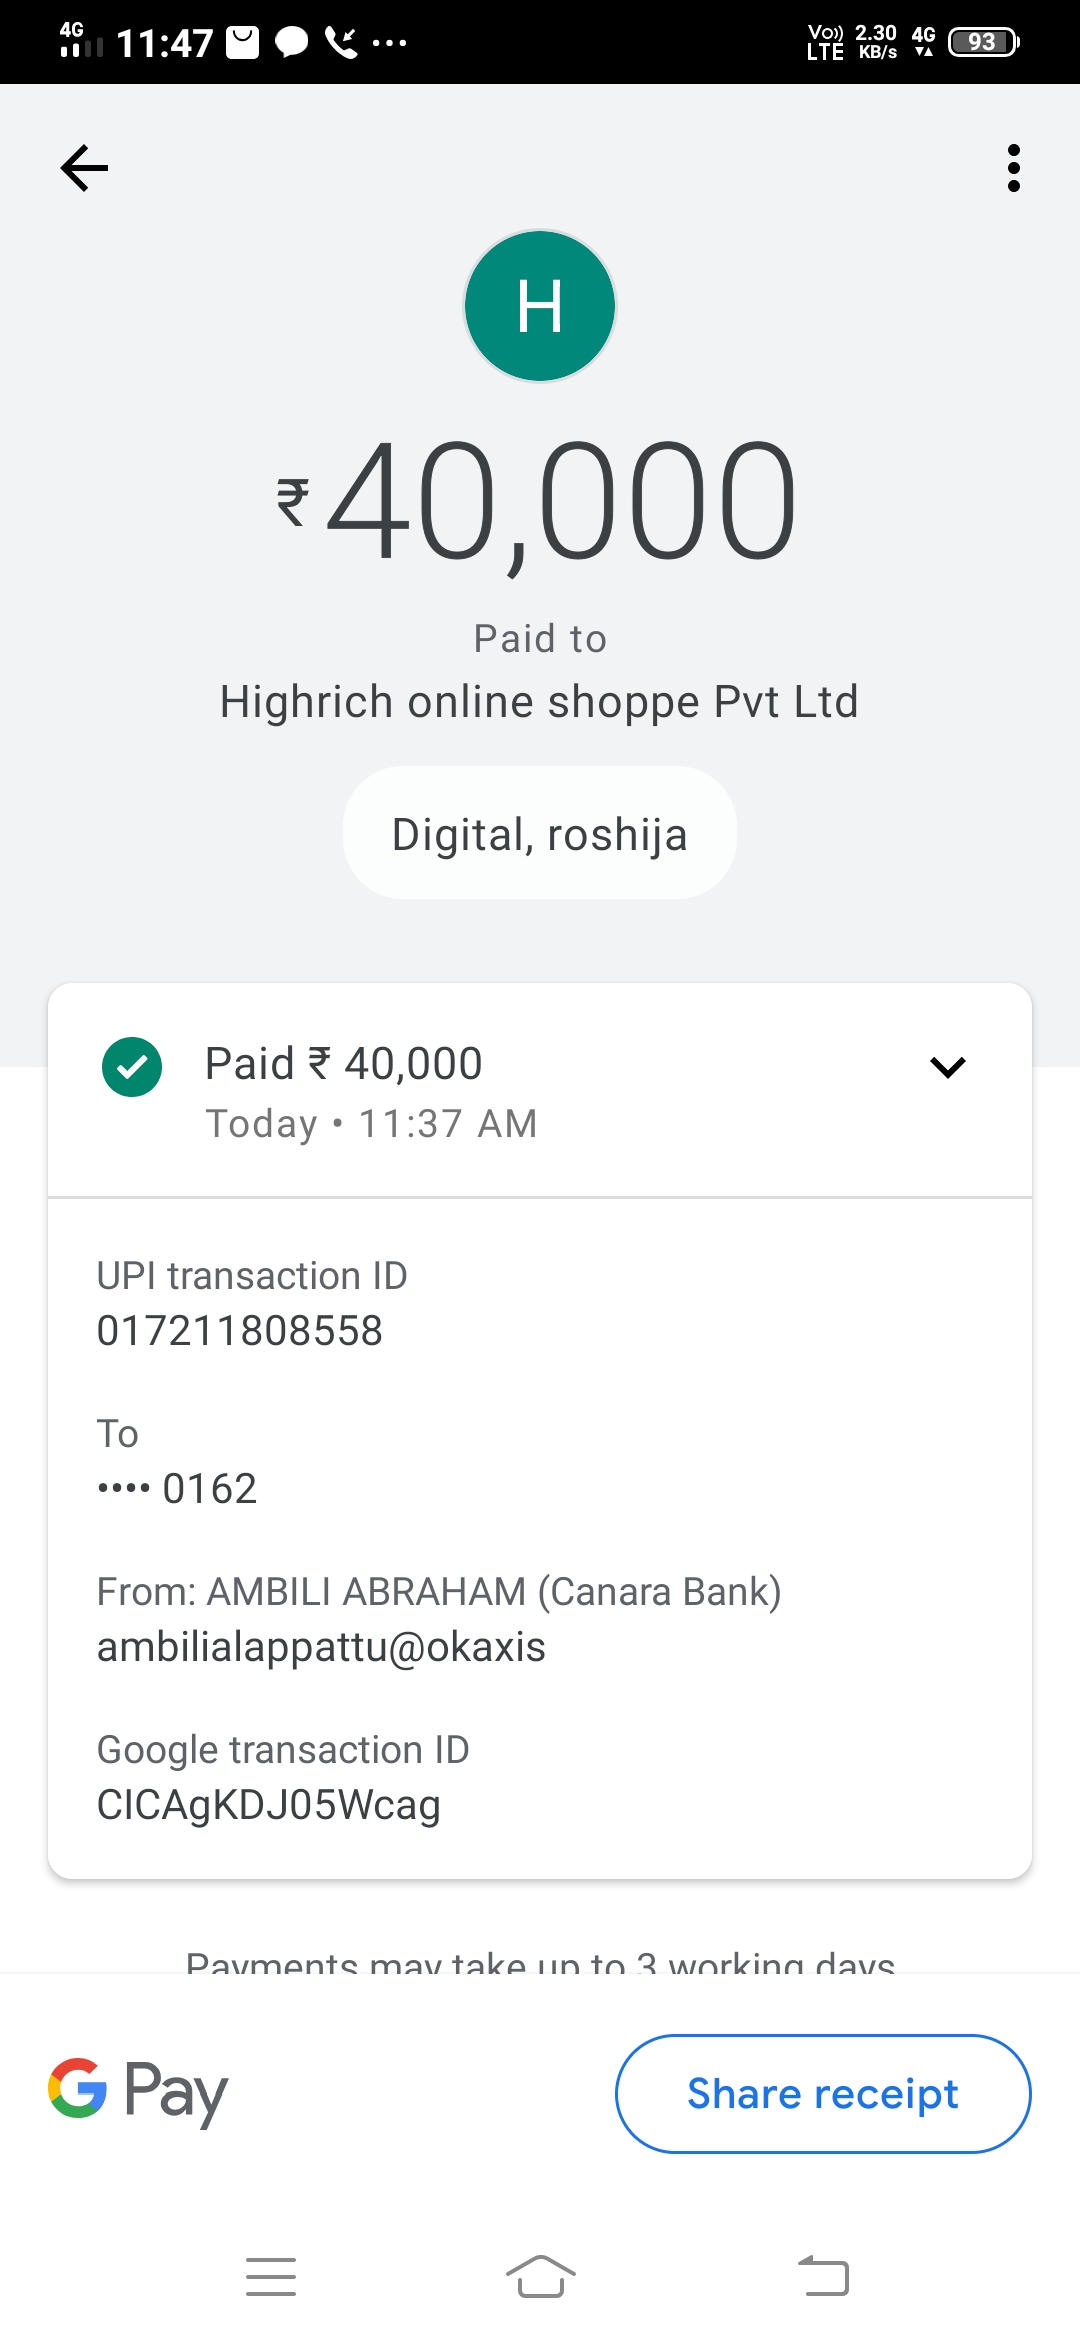 4G 11:47 Vo)) LTE 2.30 KB/s 4G 93
H
₹40,000
Paid to
Highrich online shoppe Pvt Ltd
Digital, roshija
Paid ₹ 40,000
Today • 11:37 AM
UPI transaction ID
017211808558
To
•••• 0162
From: AMBILI ABRAHAM (Canara Bank)
ambilialappattu@okaxis
Google transaction ID
CICAgKDJ05Wcag
Payments may take up to 3 working days
G Pay
Share receipt